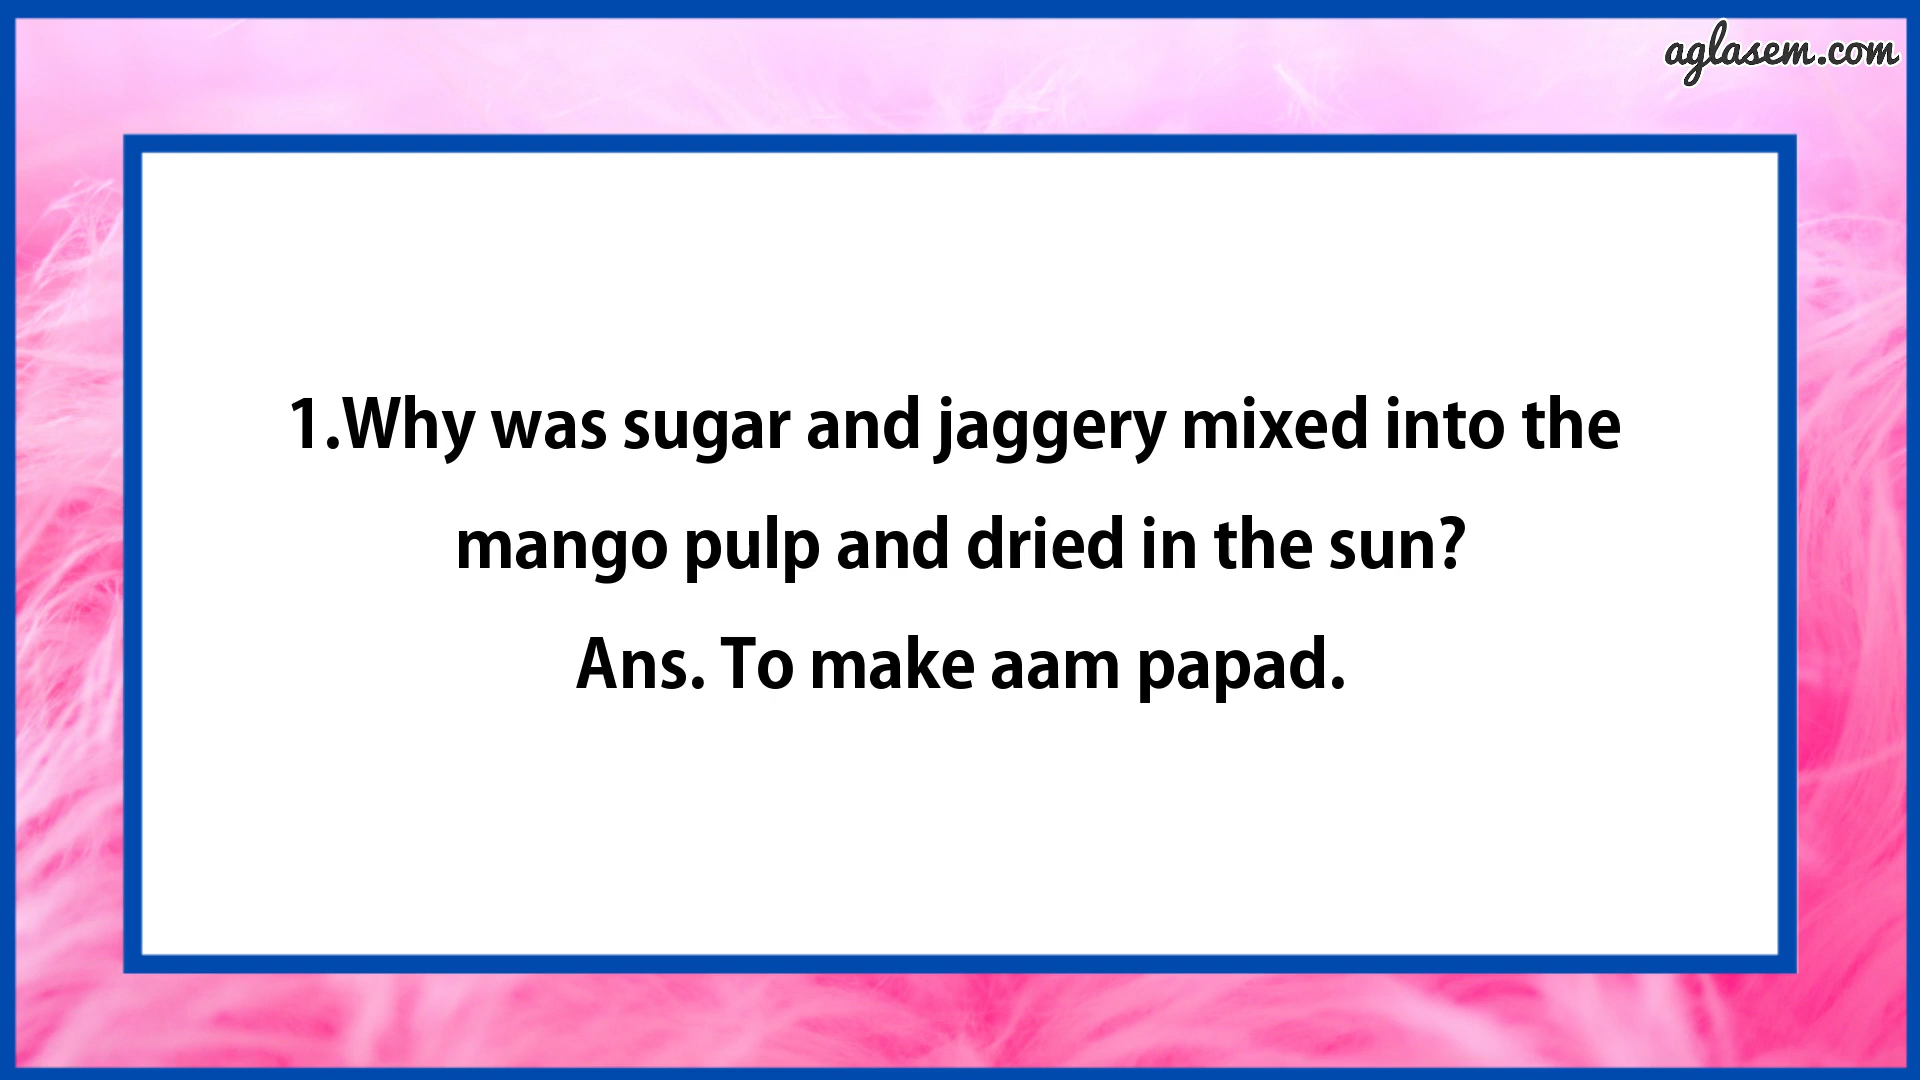 aglasem.com
1.Why was sugar and jaggery mixed into the
mango pulp and dried in the sun?
Ans. To make aam papad.